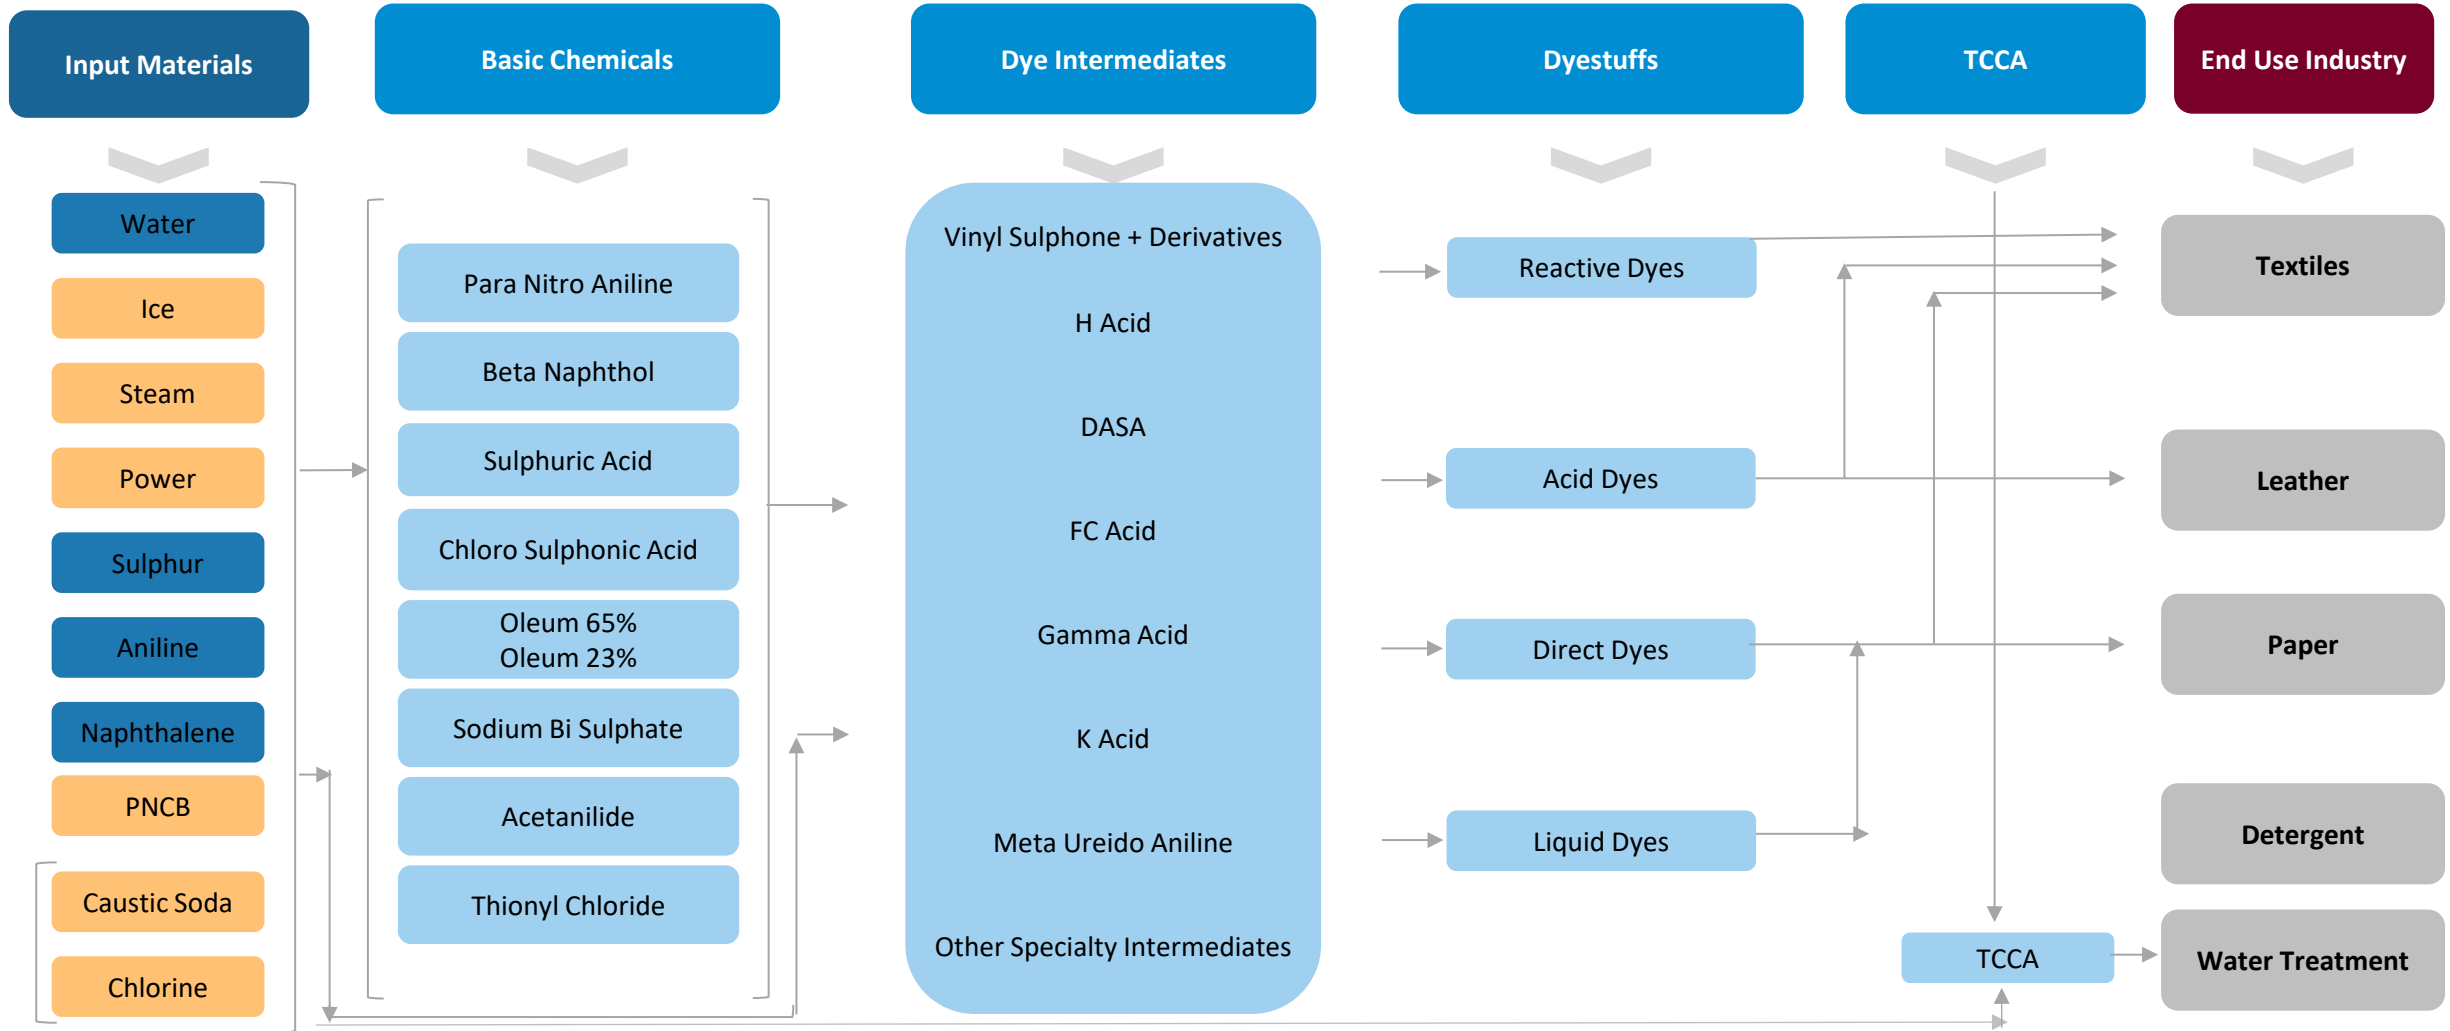 Input Materials
Basic Chemicals
Dye Intermediates
Dyestuffs
TCCA
End Use Industry
Water
Ice
Steam
Power
Sulphur
Aniline
Naphthalene
PNCB
Caustic Soda
Chlorine
Para Nitro Aniline
Beta Naphthol
Sulphuric Acid
Chloro Sulphonic Acid
Oleum 65%
Oleum 23%
Sodium Bi Sulphate
Acetanilide
Thionyl Chloride
Vinyl Sulphone + Derivatives
H Acid
DASA
FC Acid
Gamma Acid
K Acid
Meta Ureido Aniline
Other Specialty Intermediates
Reactive Dyes
Acid Dyes
Direct Dyes
Liquid Dyes
TCCA
Textiles
Leather
Paper
Detergent
Water Treatment